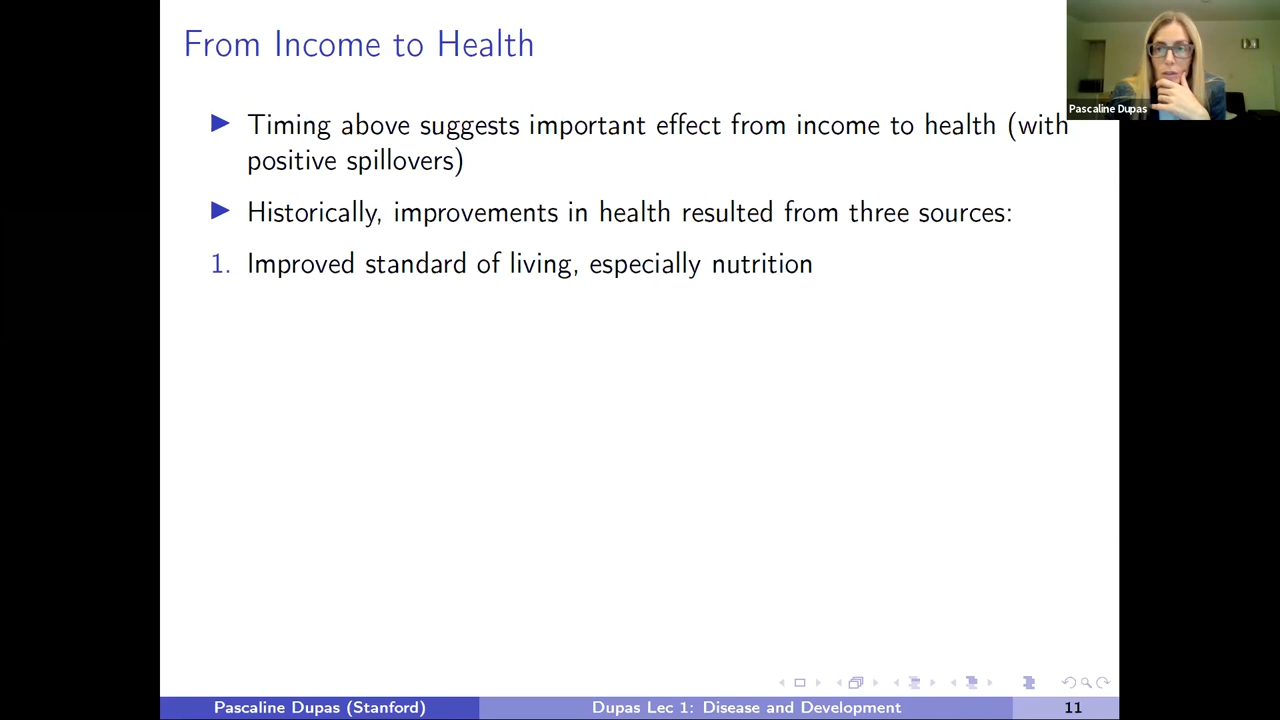 From Income to Health
Pascaline Dupas
▶ Timing above suggests important effect from income to health (with
positive spillovers)
▶ Historically, improvements in health resulted from three sources:
1. Improved standard of living, especially nutrition
Pascaline Dupas (Stanford)
Dupas Lec 1: Disease and Development
11